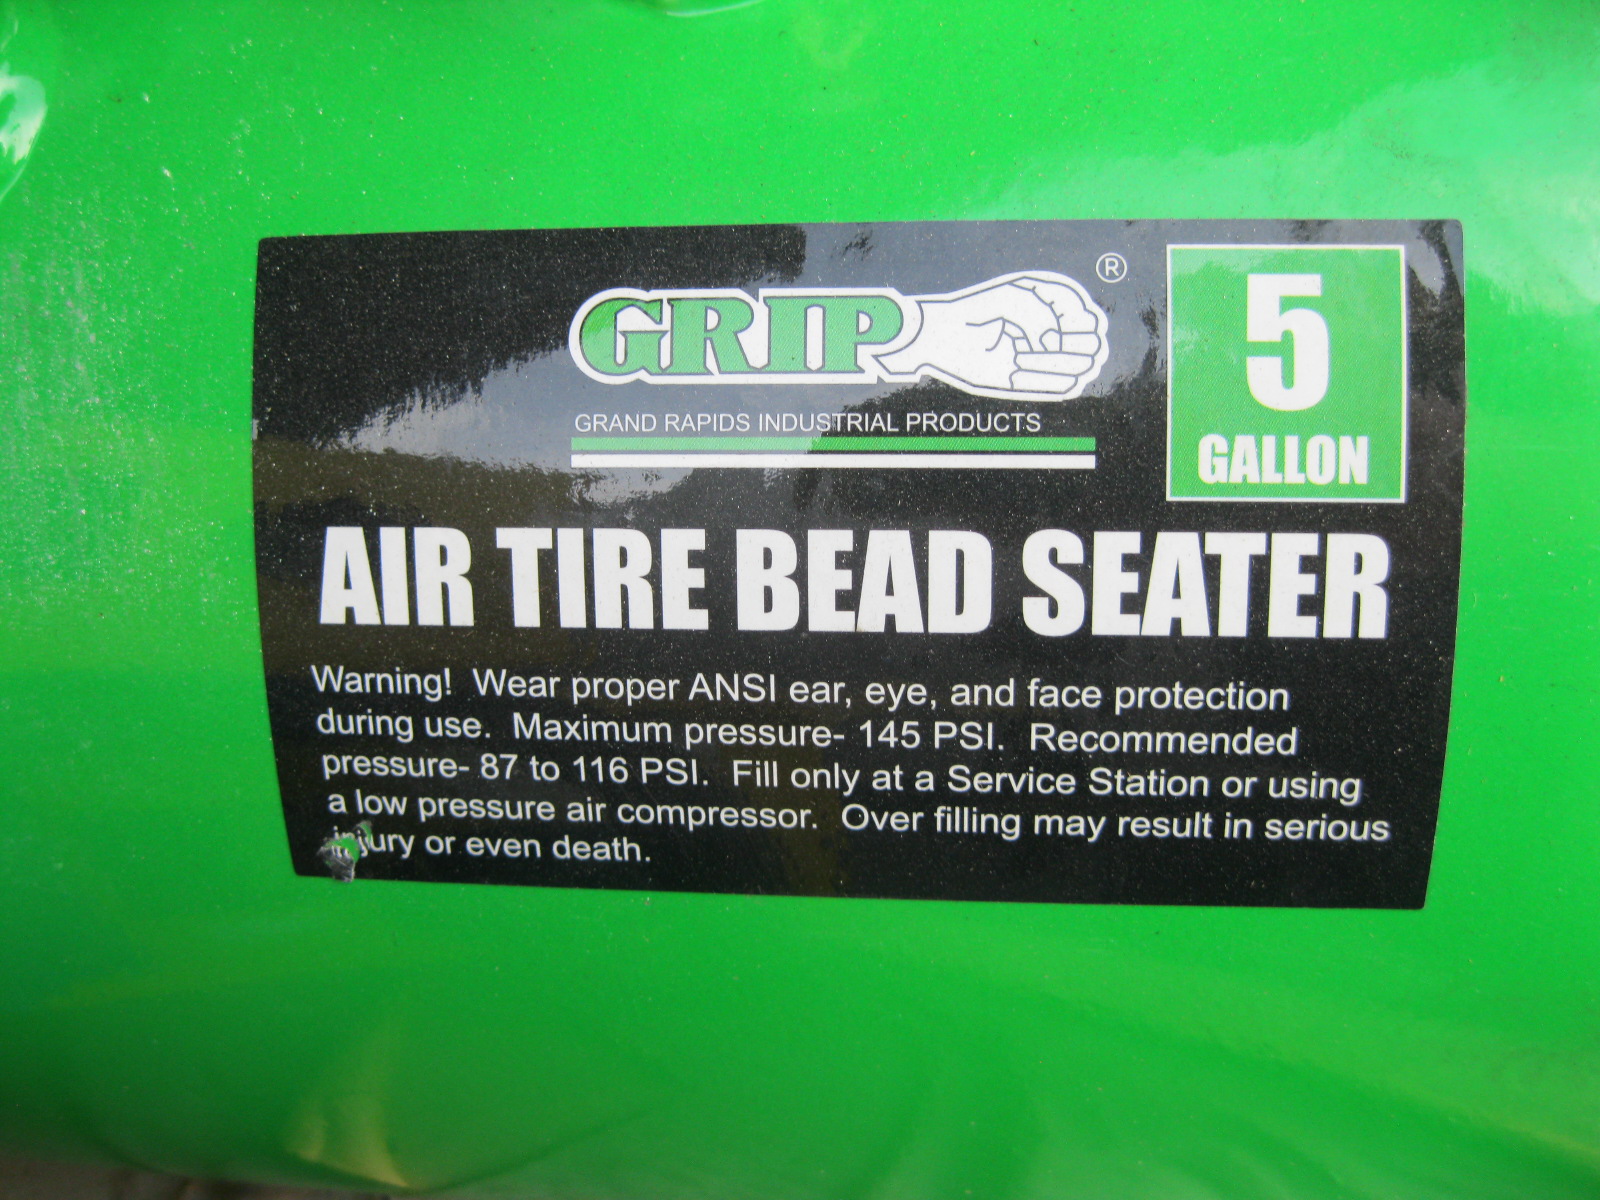 GRIP ®
GRAND RAPIDS INDUSTRIAL PRODUCTS
5
GALLON
AIR TIRE BEAD SEATER
Warning! Wear proper ANSI ear, eye, and face protection
during use. Maximum pressure- 145 PSI. Recommended
pressure- 87 to 116 PSI. Fill only at a Service Station or using
a low pressure air compressor. Over filling may result in serious
injury or even death.